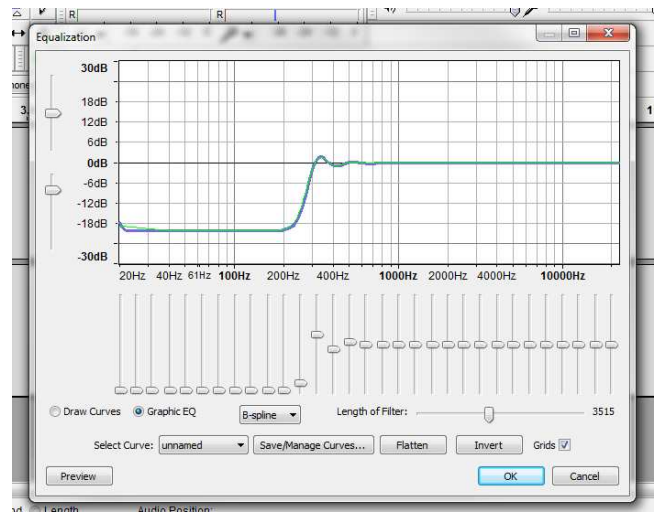 R R
Equalization
30dB
18dB
12dB
6dB
0dB
-6dB
-12dB
-18dB
-30dB
20Hz 40Hz 61Hz 100Hz 200Hz 400Hz 1000Hz 2000Hz 4000Hz 10000Hz
Draw Curves Graphic EQ B-spline Length of Filter: 3515
Select Curve: unnamed Save/Manage Curves... Flatten Invert Grids
Preview OK Cancel
Length Audio Position: